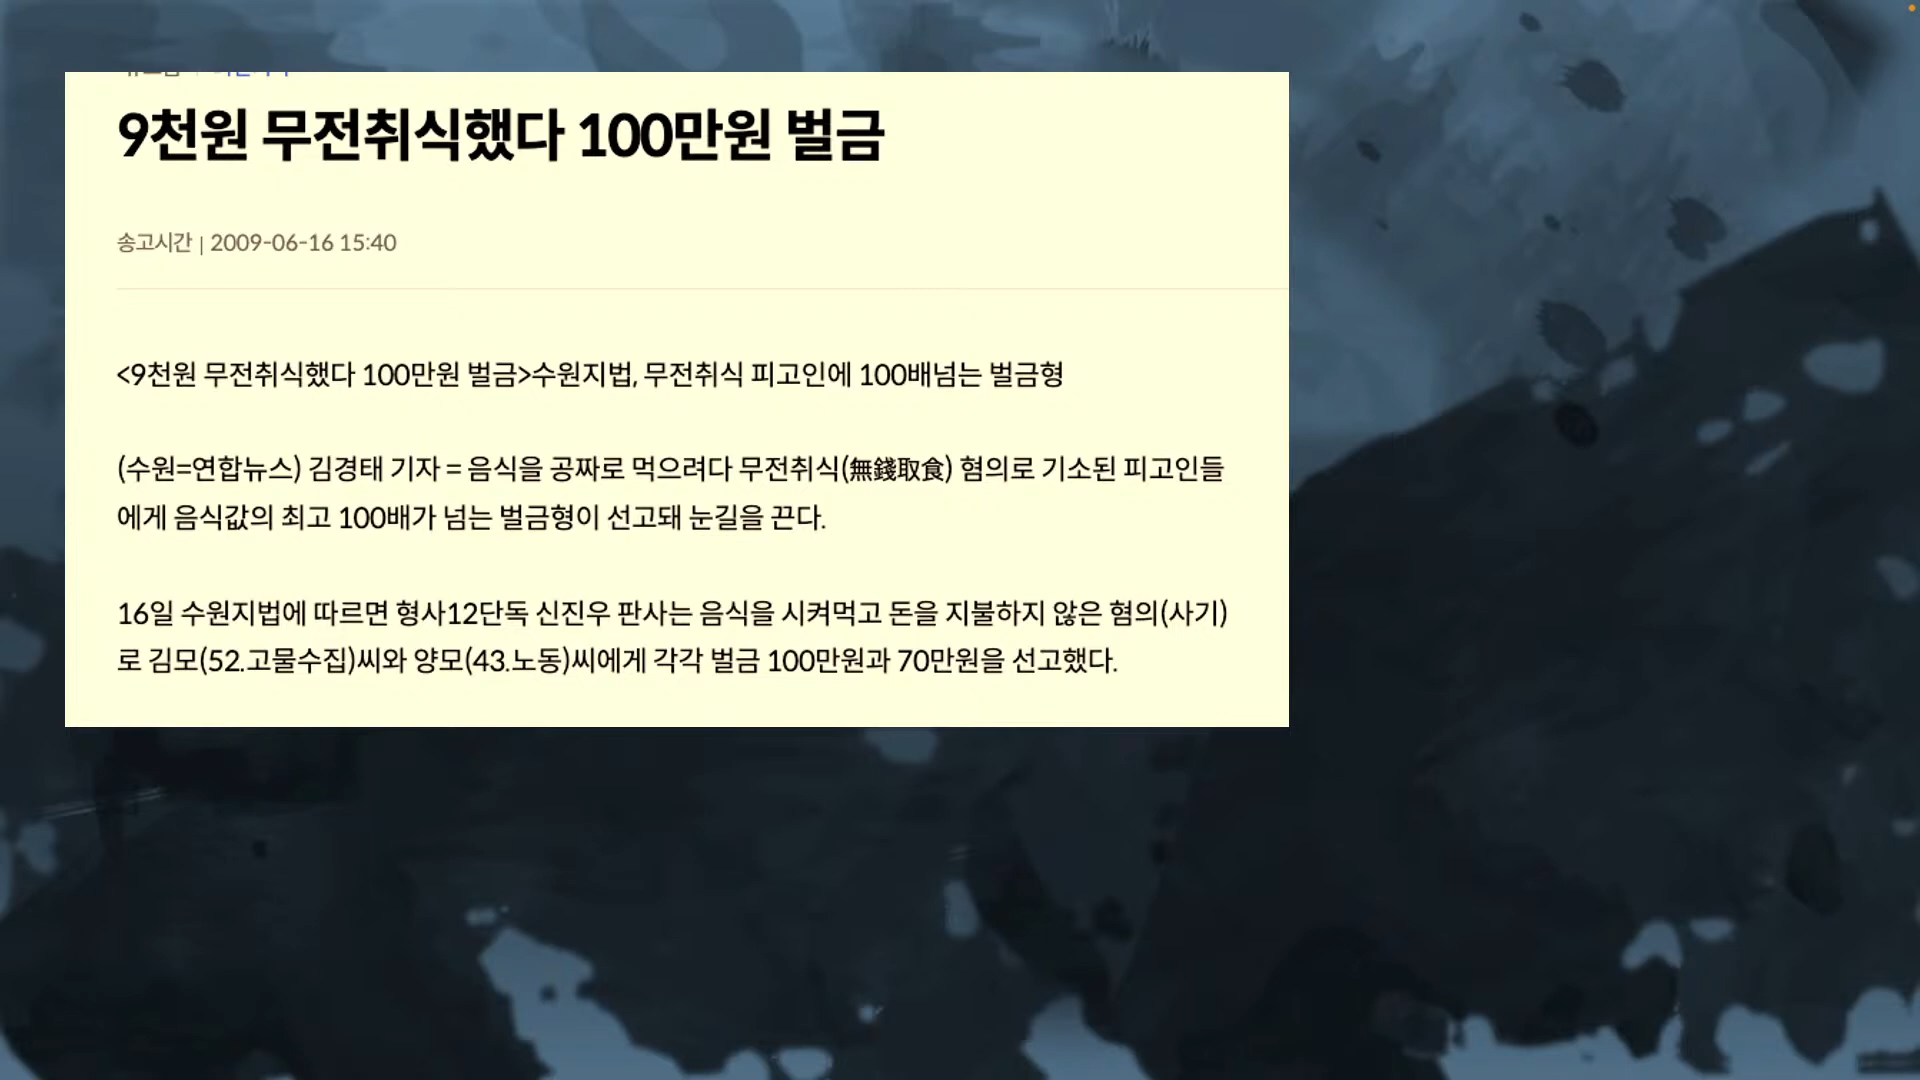 9천원 무전취식했다 100만원 벌금
송고시간 | 2009-06-16 15:40
<9천원 무전취식했다 100만원 벌금>수원지법, 무전취식 피고인에 100배넘는 벌금형
(수원=연합뉴스) 김경태 기자 = 음식을 공짜로 먹으려다 무전취식(無錢取食) 혐의로 기소된 피고인들
에게 음식값의 최고 100배가 넘는 벌금형이 선고돼 눈길을 끈다.
16일 수원지법에 따르면 형사12단독 신진우 판사는 음식을 시켜먹고 돈을 지불하지 않은 혐의(사기)
로 김모(52.고물수집)씨와 양모(43.노동)씨에게 각각 벌금 100만원과 70만원을 선고했다.